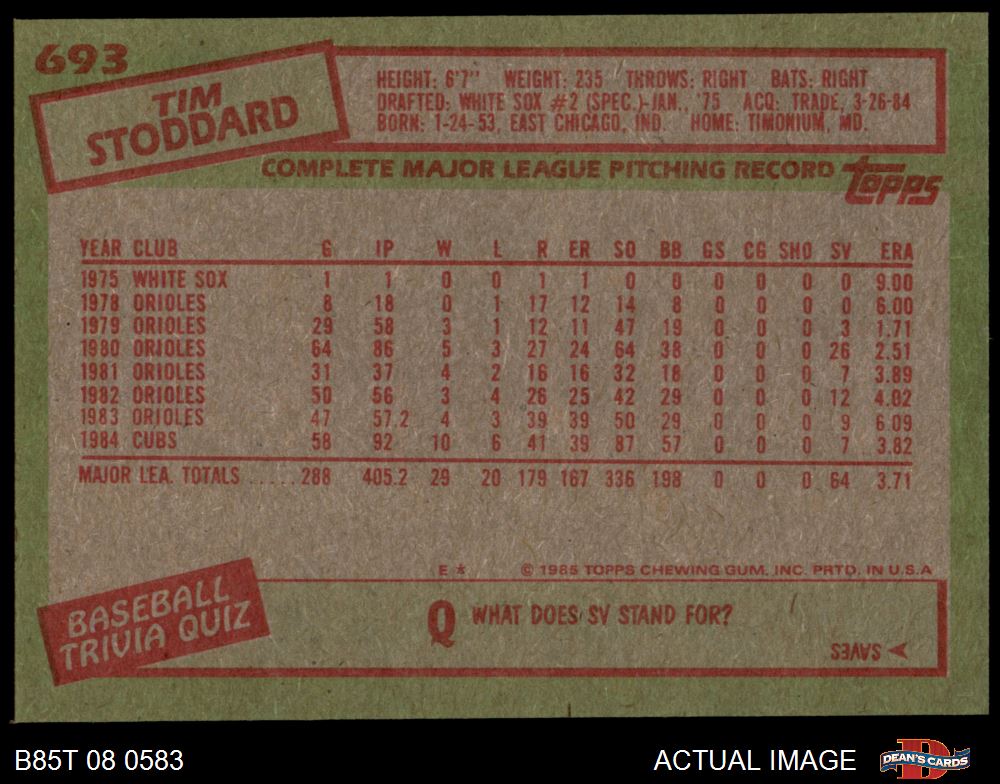 693
TIM
STODDARD
HEIGHT: 6'7" WEIGHT: 235 THROWS: RIGHT BATS: RIGHT
DRAFTED: WHITE SOX #2 (SPEC.)-JAN., '75 ACQ: TRADE, 3-26-84
BORN: 1-24-53, EAST CHICAGO, IND. HOME: TIMONIUM, MD.
COMPLETE MAJOR LEAGUE PITCHING RECORD
topps
YEAR CLUB G IP W L R ER SO BB GS CG SHO SV ERA
1975 WHITE SOX 1 1 0 0 1 1 0 0 0 0 0 0 9.00
1978 ORIOLES 8 18 0 1 17 12 14 8 0 0 0 0 6.00
1979 ORIOLES 29 58 3 1 12 11 47 19 0 0 0 3 1.71
1980 ORIOLES 64 86 5 3 27 24 64 38 0 0 0 26 2.51
1981 ORIOLES 31 37 4 2 16 16 32 18 0 0 0 7 3.89
1982 ORIOLES 50 56 3 4 26 25 42 29 0 0 0 12 4.02
1983 ORIOLES 47 57.2 4 3 39 39 50 29 0 0 0 9 6.09
1984 CUBS 58 92 10 6 41 39 87 57 0 0 0 7 3.82
MAJOR LEA. TOTALS .....288 405.2 29 20 179 167 336 198 0 0 0 64 3.71
E * © 1985 TOPPS CHEWING GUM, INC. PRTD. IN U.S.A
BASEBALL
TRIVIA QUIZ
Q WHAT DOES SV STAND FOR?
SAVES
B85T 08 0583
ACTUAL IMAGE
DEAN'S CARDS